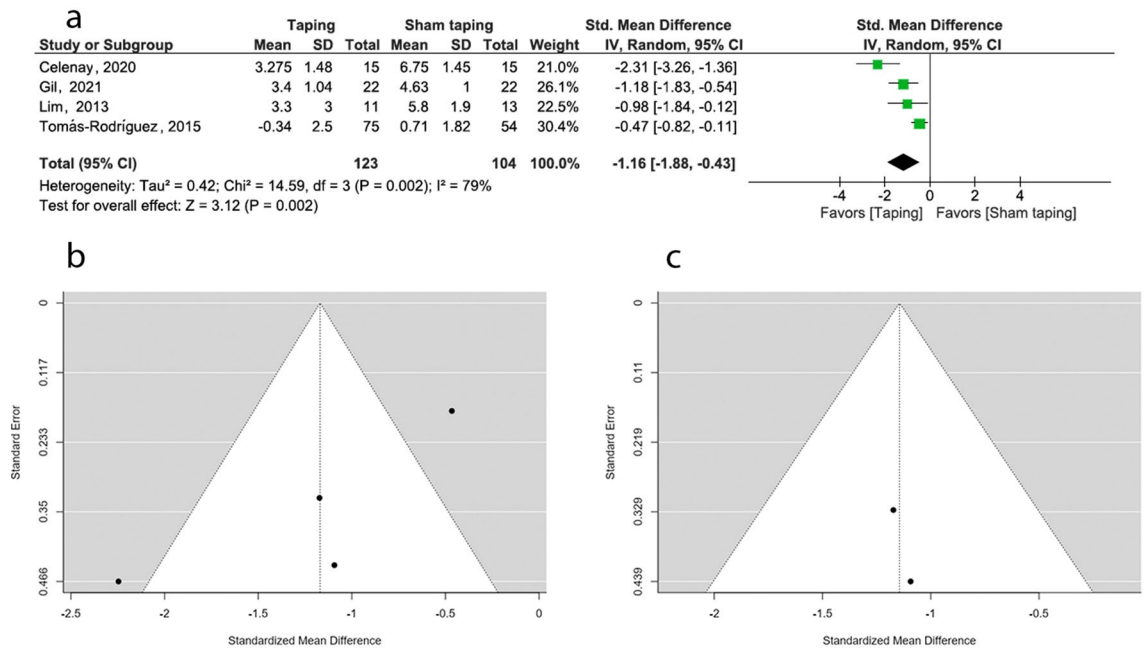 a
Taping Sham taping Std. Mean Difference Std. Mean Difference
Study or Subgroup Mean SD Total Mean SD Total Weight IV, Random, 95% CI IV, Random, 95% CI
Celenay, 2020 3.275 1.48 15 6.75 1.45 15 21.0% -2.31 [-3.26, -1.36]
Gil, 2021 3.4 1.04 22 4.63 1 22 26.1% -1.18 [-1.83, -0.54]
Lim, 2013 3.3 3 11 5.8 1.9 13 22.5% -0.98 [-1.84, -0.12]
Tomás-Rodríguez, 2015 -0.34 2.5 75 0.71 1.82 54 30.4% -0.47 [-0.82, -0.11]
Total (95% CI) 123 104 100.0% -1.16 [-1.88, -0.43]
Heterogeneity: Tau² = 0.42; Chi² = 14.59, df = 3 (P = 0.002); I² = 79%
Test for overall effect: Z = 3.12 (P = 0.002)
-4 -2 0 2 4
Favors [Taping] Favors [Sham taping]
b
Standard Error
0
0.117
0.233
0.35
0.466
-2.5 -2 -1.5 -1 -0.5 0
Standardized Mean Difference
c
Standard Error
0
0.11
0.219
0.329
0.439
-2 -1.5 -1 -0.5
Standardized Mean Difference